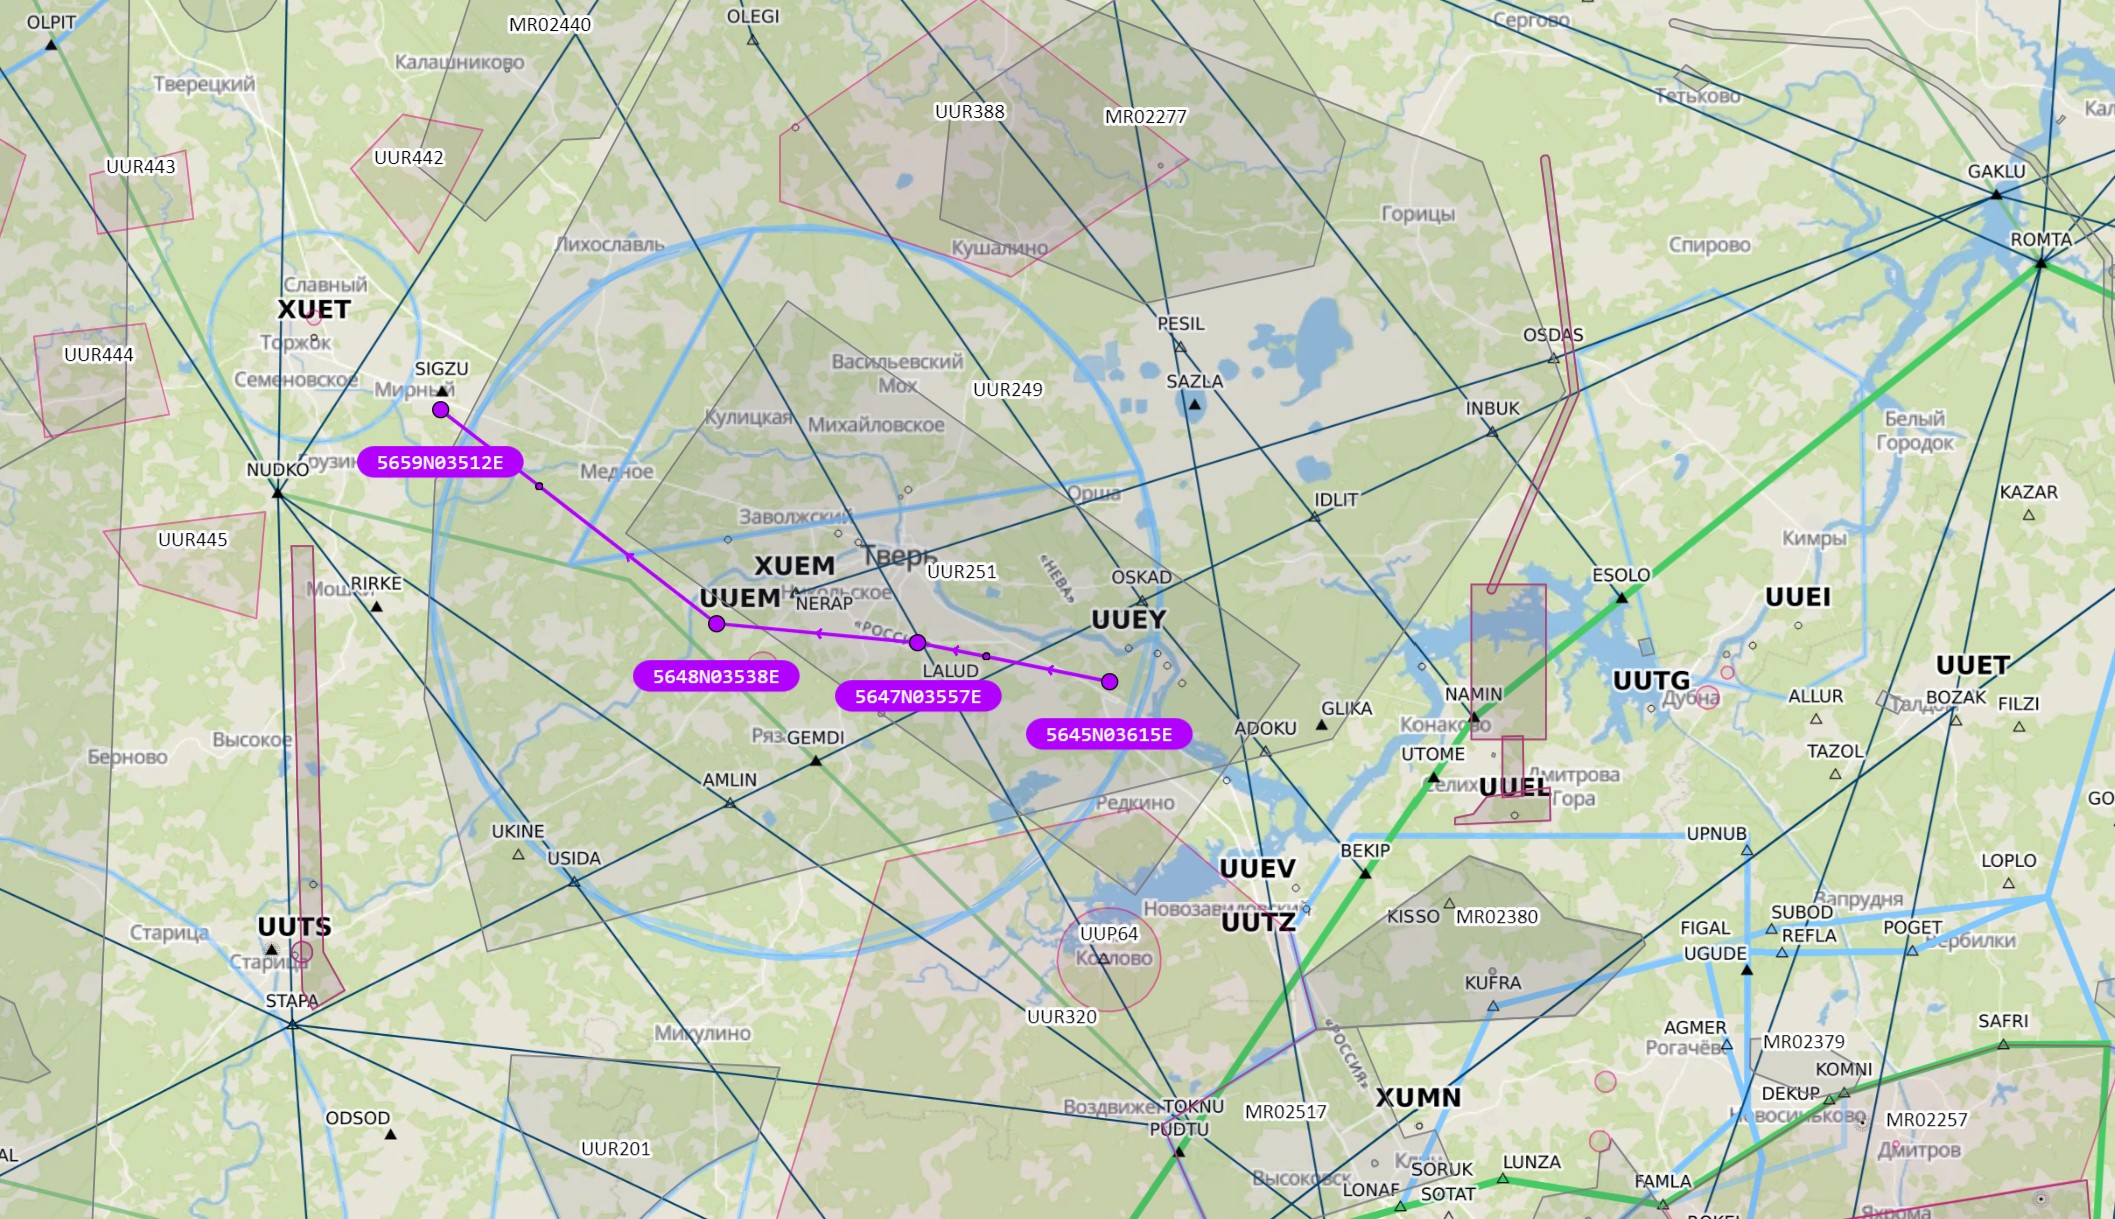 OLPIT
MR02440
OLEGI
Сергово
Калашниково
Тверецкий
UUR388
MR02277
Тетьково
UUR443
UUR442
GAKLU
Горицы
ROMTA
Лихославль
Кушалино
Спирово
Славный
XUET
Торжок
UUR444
PESIL
OSDAS
SIGZU
Семеновское
Мирный
Васильевский
Мох
UUR249
SAZLA
INBUK
Кулицкая
Михайловское
Белый
Городок
5659N03512E
NUDKO
Медное
Орша
IDLIT
KAZAR
UUR445
Заволжский
Тверь
Кимры
XUEM
UUR251
«НЕВА»
OSKAD
ESOLO
RIRKE
UUEM
NERAP
UUEY
UUEI
LALUD
5648N03538E
5647N03557E
UUTG
Дубна
UUET
NAMIN
ALLUR
BOZAK
FILZI
GLIKA
Конаково
Высокое
Берново
GEMDI
5645N03615E
ADOKU
UTOME
TAZOL
AMLIN
UUEL
Дмитрова
Гора
Редкино
UKINE
USIDA
UPNUB
BEKIP
LOPLO
UUEV
Новозавидовский
UUTZ
KISSO
MR02380
Запрудня
SUBOD
FIGAL
REFLA
POGET
UUTS
Старица
Старица
UUP64
Козлово
UGUDE
KUFRA
STAPA
UUR320
Микулино
«РОССИЯ»
AGMER
Рогачёво
MR02379
SAFRI
KOMNI
DEKUP
ODSOD
TOKNU
MR02517
XUMN
MR02257
PUDTU
Дмитров
UUR201
Высоковск
SORUK
LUNZA
LONAF
SOTAT
FAMLA
Яхрома